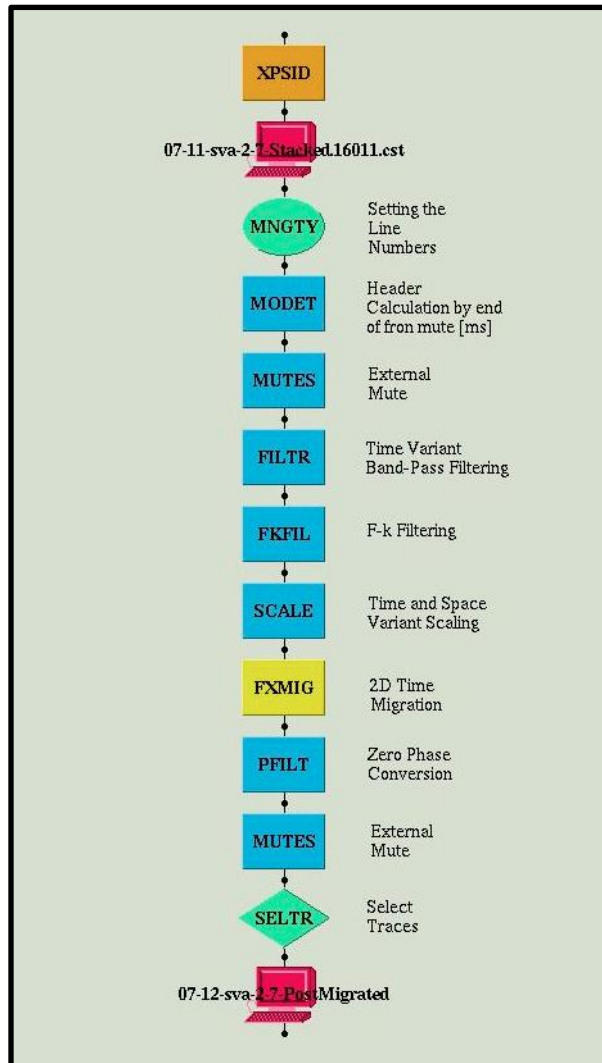 XPSID
07-11-sva-2-7-Stacked.16011.cst
MNGTY
Setting the
Line
Numbers
MODET
Header
Calculation by end
of fron mute [ms]
MUTES
External
Mute
FILTR
Time Variant
Band-Pass Filtering
FKFIL
F-k Filtering
SCALE
Time and Space
Variant Scaling
FXMIG
2D Time
Migration
PFILT
Zero Phase
Conversion
MUTES
External
Mute
SELTR
Select
Traces
07-12-sva-2-7-PostMigrated